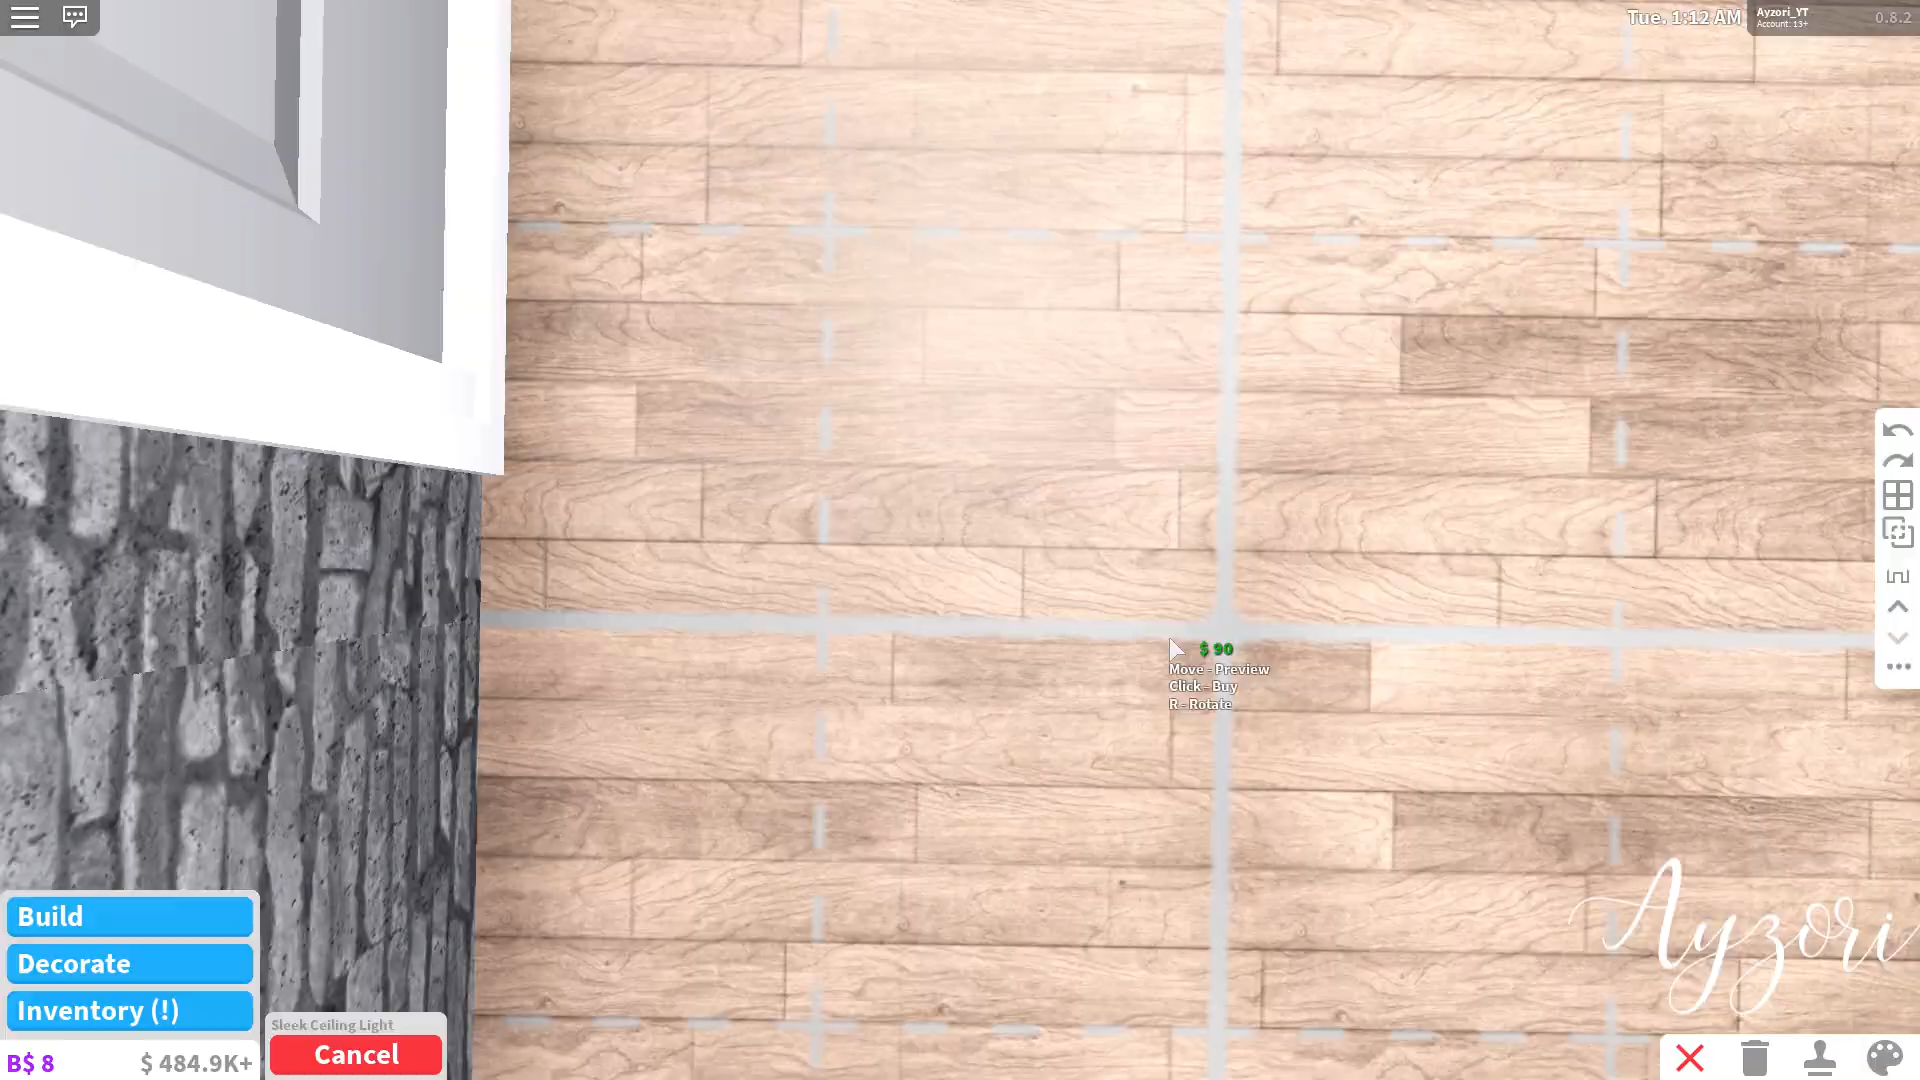 Tue. 1:12 AM
Ayzori_YT
Account: 13+
0.8.2
$ 90
Move - Preview
Click - Buy
R - Rotate
Build
Decorate
Inventory (!)
Sleek Ceiling Light
Cancel
B$ 8
$ 484.9K+
Ayzori